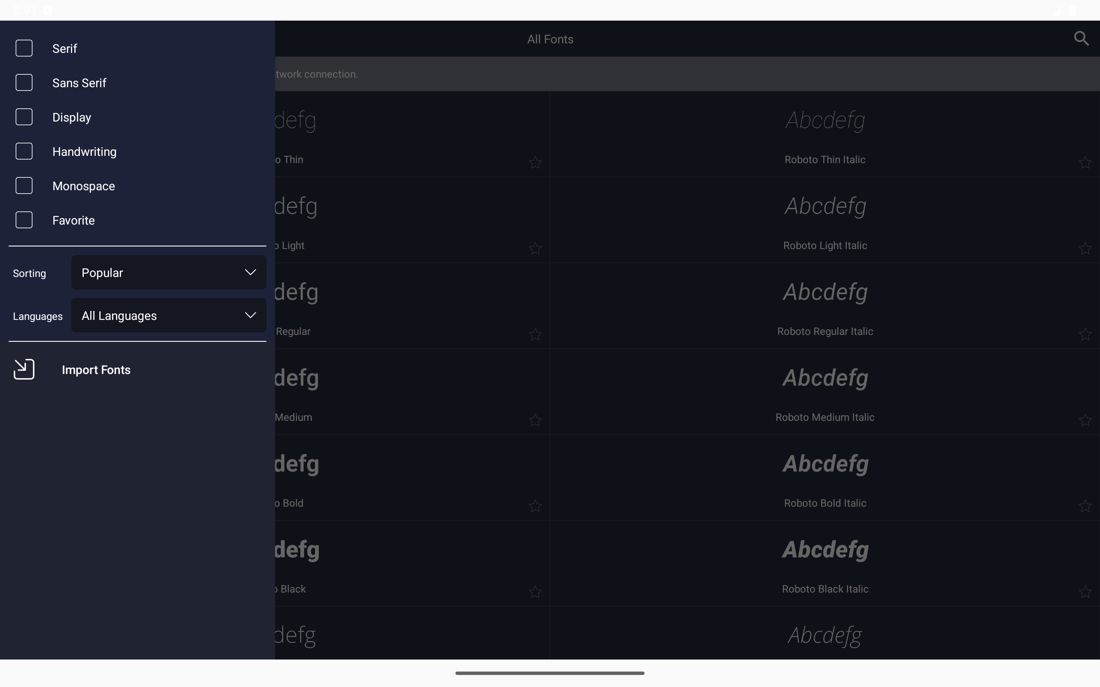 Serif
Sans Serif
Display
Handwriting
Monospace
Favorite
Sorting Popular
Languages All Languages
Import Fonts
All Fonts
connection.
defg Abcdefg
Thin Roboto Thin Italic
defg Abcdefg
Light Roboto Light Italic
defg Abcdefg
Regular Roboto Regular Italic
defg Abcdefg
Medium Roboto Medium Italic
defg Abcdefg
Bold Roboto Bold Italic
defg Abcdefg
Black Roboto Black Italic
defg Abcdefg